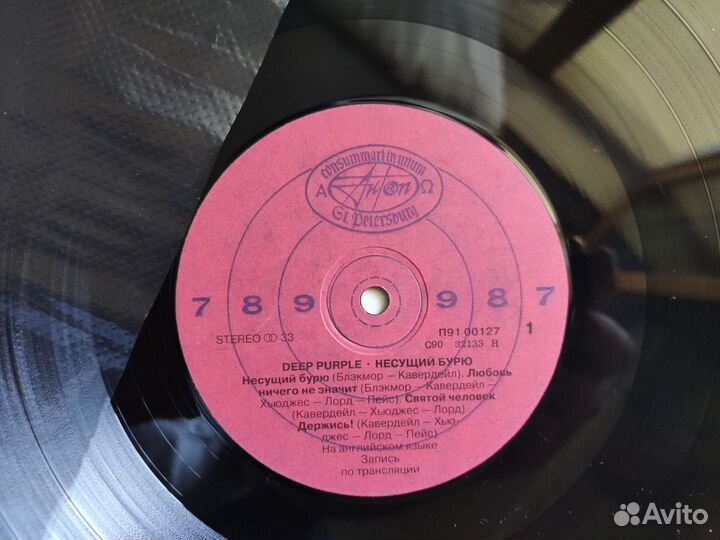 consummari in unum
Α AnTrop Ω
St. Petersburg
7 8 9 9 8 7
STEREO 33
П91 00127
1
С90 32133 Н
DEEP PURPLE · НЕСУЩИЙ БУРЮ
Несущий бурю (Блэкмор – Кавердейл). Любовь
ничего не значит (Блэкмор – Кавердейл –
Хьюджес – Лорд – Пейс). Святой человек
(Кавердейл – Хьюджес – Лорд)
Держись! (Кавердейл – Хью-
джес – Лорд – Пейс)
На английском языке
Запись
по трансляции
Avito